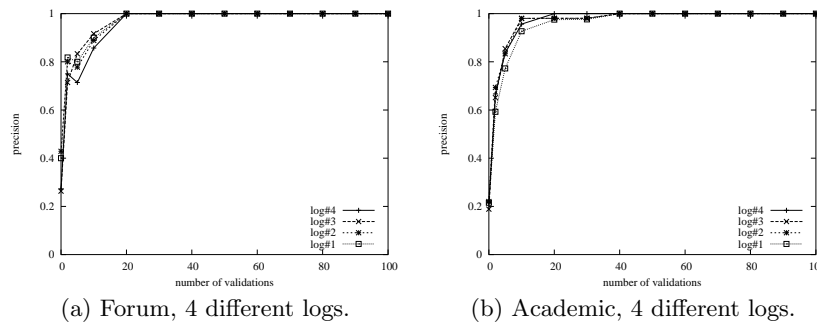 1
0.8
0.6
0.4
0.2
0
precision
0 20 40 60 80 100
number of validations
log#4
log#3
log#2
log#1
(a) Forum, 4 different logs.
1
0.8
0.6
0.4
0.2
0
precision
0 20 40 60 80 100
number of validations
log#4
log#3
log#2
log#1
(b) Academic, 4 different logs.